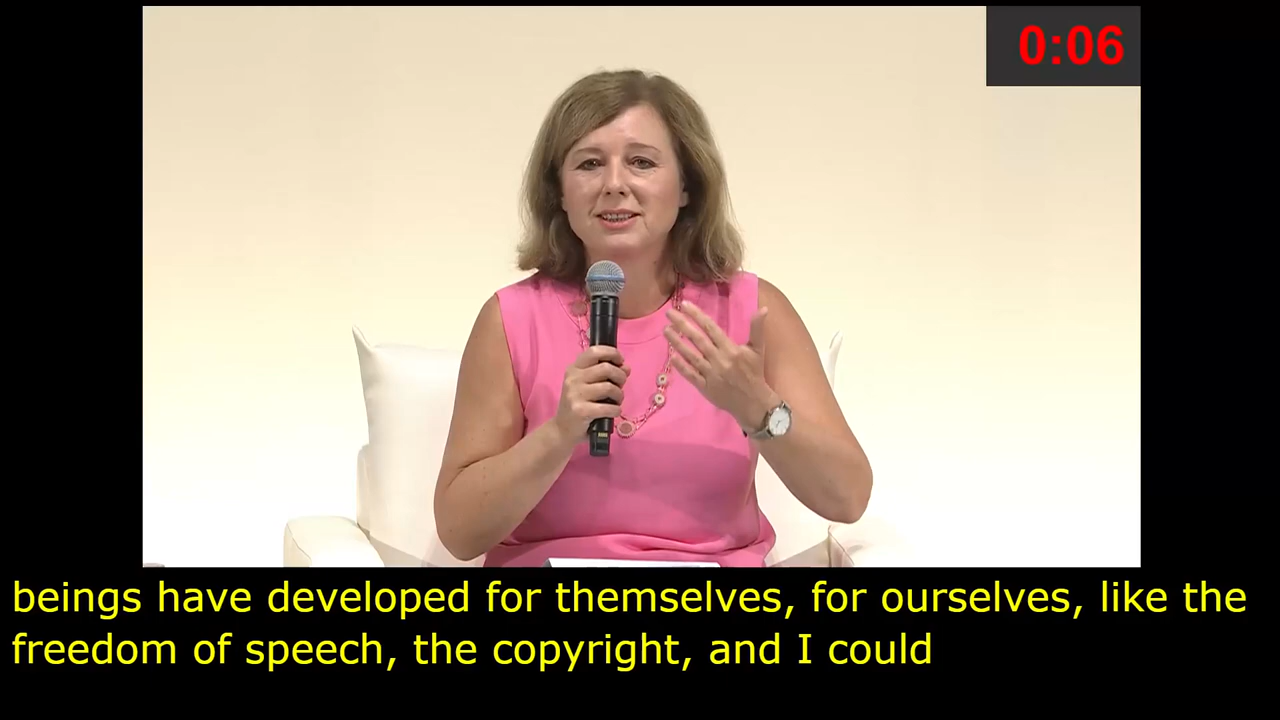 0:06
beings have developed for themselves, for ourselves, like the
freedom of speech, the copyright, and I could